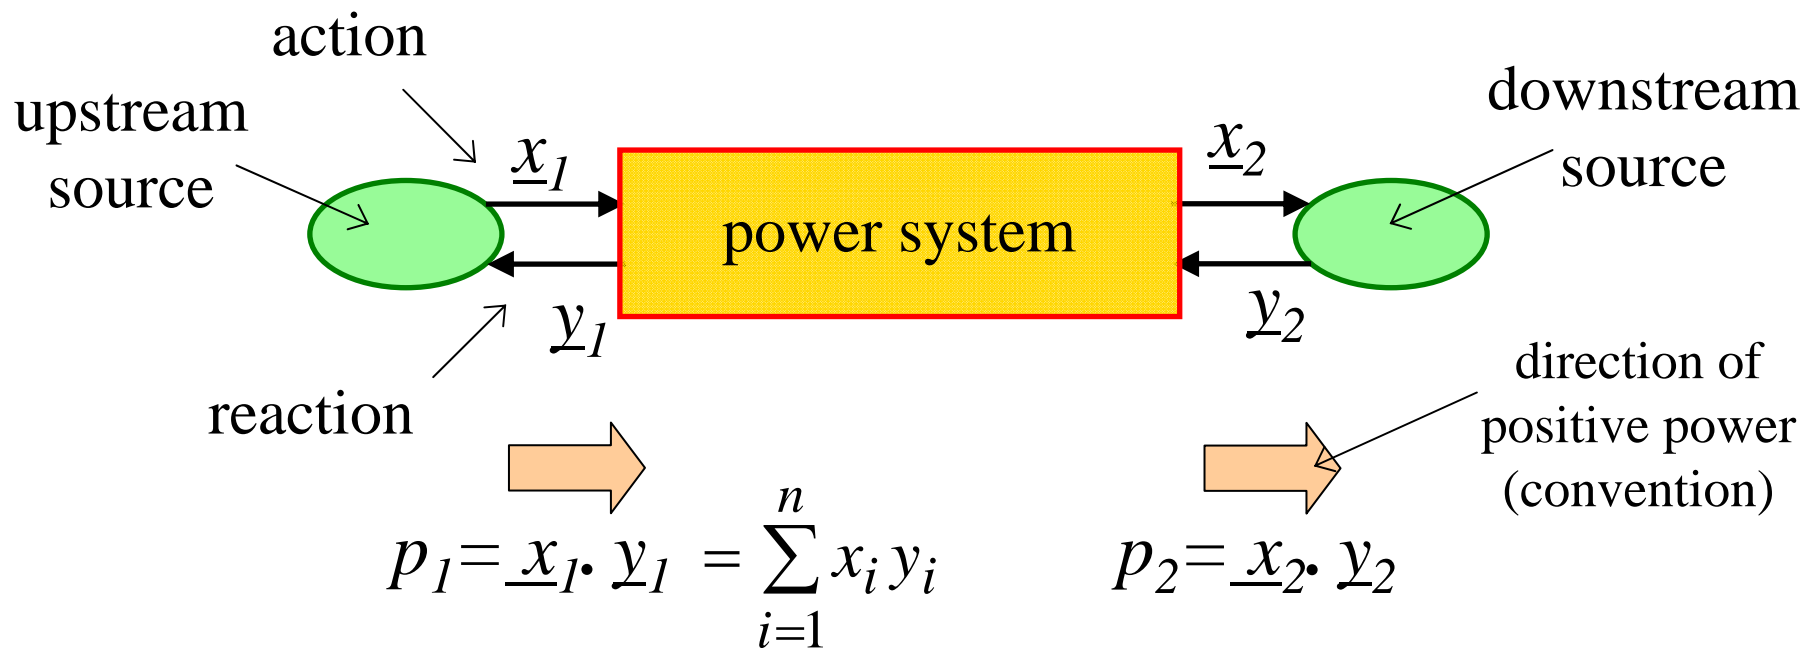 action
upstream
source
downstream
source
x₁
x₂
power system
y₁
y₂
reaction
direction of
positive power
(convention)
p₁= x₁. y₁ = ∑ⁿᵢ₌₁ xᵢ yᵢ
p₂= x₂. y₂